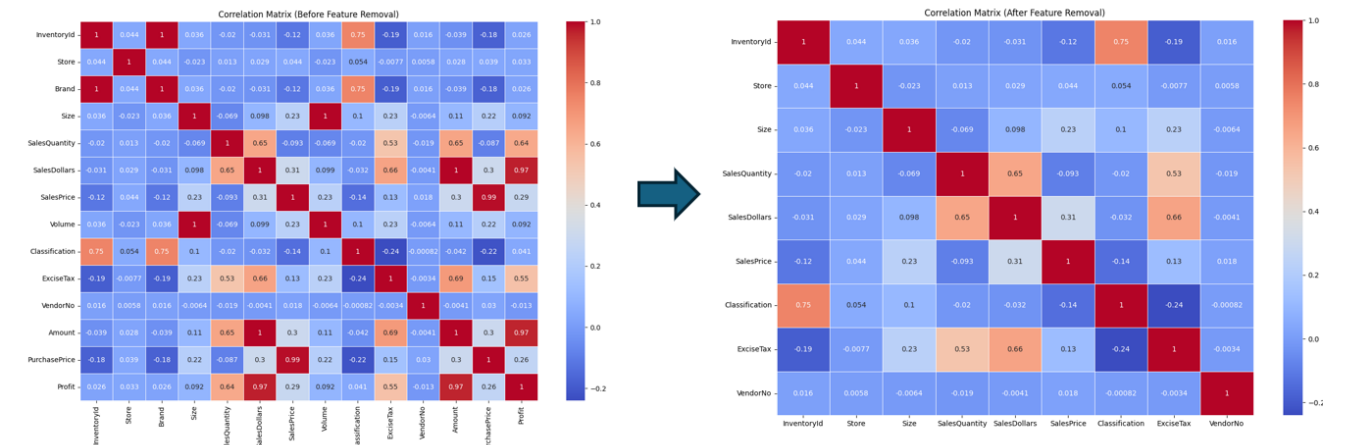 Correlation Matrix (Before Feature Removal)
InventoryId 1 0.044 1 0.036 -0.02 -0.031 -0.12 0.036 0.75 -0.19 0.016 -0.039 -0.18 0.026
Store 0.044 1 0.044 -0.023 0.013 0.029 0.044 -0.023 0.054 -0.0077 0.0058 0.028 0.039 0.033
Brand 1 0.044 1 0.036 -0.02 -0.031 -0.12 0.036 0.75 -0.19 0.016 -0.039 -0.18 0.026
Size 0.036 -0.023 0.036 1 -0.069 0.098 0.23 1 0.1 0.23 -0.0064 0.11 0.22 0.092
SalesQuantity -0.02 0.013 -0.02 -0.069 1 0.65 -0.093 -0.069 -0.02 0.53 -0.019 0.65 -0.087 0.64
SalesDollars -0.031 0.029 -0.031 0.098 0.65 1 0.31 0.099 -0.032 0.66 -0.0041 1 0.3 0.97
SalesPrice -0.12 0.044 -0.12 0.23 -0.093 0.31 1 0.23 -0.14 0.13 0.018 0.3 0.99 0.29
Volume 0.036 -0.023 0.036 1 -0.069 0.099 0.23 1 0.1 0.23 -0.0064 0.11 0.22 0.092
Classification 0.75 0.054 0.75 0.1 -0.02 -0.032 -0.14 0.1 1 -0.24 -0.00082 -0.042 -0.22 0.041
ExciseTax -0.19 -0.0077 -0.19 0.23 0.53 0.66 0.13 0.23 -0.24 1 -0.0034 0.69 0.15 0.55
VendorNo 0.016 0.0058 0.016 -0.0064 -0.019 -0.0041 0.018 -0.0064 -0.00082 -0.0034 1 -0.0041 0.03 -0.013
Amount -0.039 0.028 -0.039 0.11 0.65 1 0.3 0.11 -0.042 0.69 -0.0041 1 0.3 0.97
PurchasePrice -0.18 0.039 -0.18 0.22 -0.087 0.3 0.99 0.22 -0.22 0.15 0.03 0.3 1 0.26
Profit 0.026 0.033 0.026 0.092 0.64 0.97 0.29 0.092 0.041 0.55 -0.013 0.97 0.26 1
InventoryId Store Brand Size lesQuantity alesDollars SalesPrice Volume assification ExciseTax VendorNo Amount rchasePrice Profit
1.0
0.8
0.6
0.4
0.2
0.0
−0.2
Correlation Matrix (After Feature Removal)
InventoryId 1 0.044 0.036 -0.02 -0.031 -0.12 0.75 -0.19 0.016
Store 0.044 1 -0.023 0.013 0.029 0.044 0.054 -0.0077 0.0058
Size 0.036 -0.023 1 -0.069 0.098 0.23 0.1 0.23 -0.0064
SalesQuantity -0.02 0.013 -0.069 1 0.65 -0.093 -0.02 0.53 -0.019
SalesDollars -0.031 0.029 0.098 0.65 1 0.31 -0.032 0.66 -0.0041
SalesPrice -0.12 0.044 0.23 -0.093 0.31 1 -0.14 0.13 0.018
Classification 0.75 0.054 0.1 -0.02 -0.032 -0.14 1 -0.24 -0.00082
ExciseTax -0.19 -0.0077 0.23 0.53 0.66 0.13 -0.24 1 -0.0034
VendorNo 0.016 0.0058 -0.0064 -0.019 -0.0041 0.018 -0.00082 -0.0034 1
InventoryId Store Size SalesQuantity SalesDollars SalesPrice Classification ExciseTax VendorNo
1.0
0.8
0.6
0.4
0.2
0.0